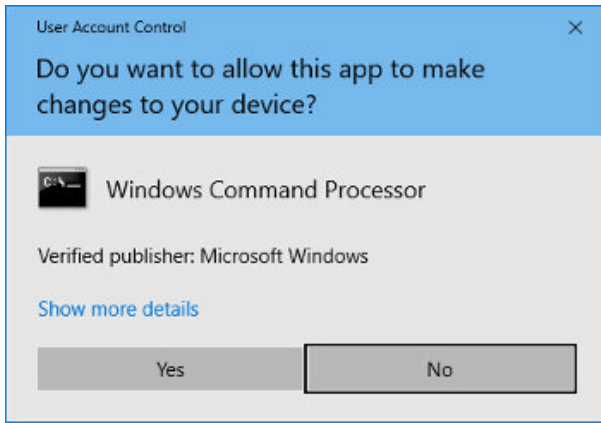 User Account Control
Do you want to allow this app to make
changes to your device?
C:\_
Windows Command Processor
Verified publisher: Microsoft Windows
Show more details
Yes
No